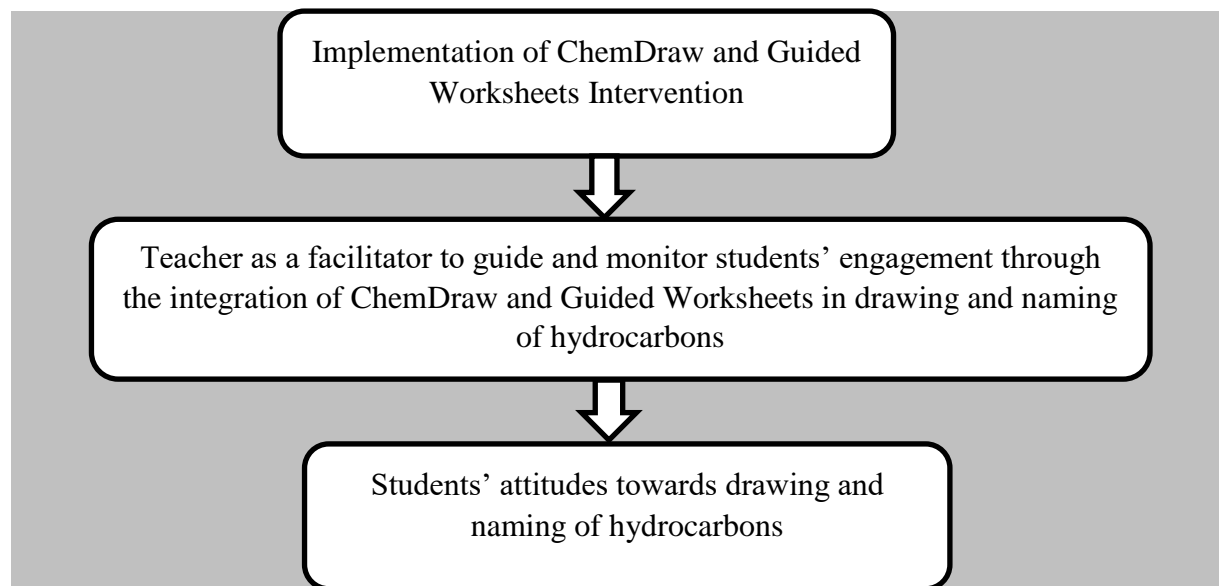 Implementation of ChemDraw and Guided
Worksheets Intervention
Teacher as a facilitator to guide and monitor students’ engagement through
the integration of ChemDraw and Guided Worksheets in drawing and naming
of hydrocarbons
Students’ attitudes towards drawing and
naming of hydrocarbons